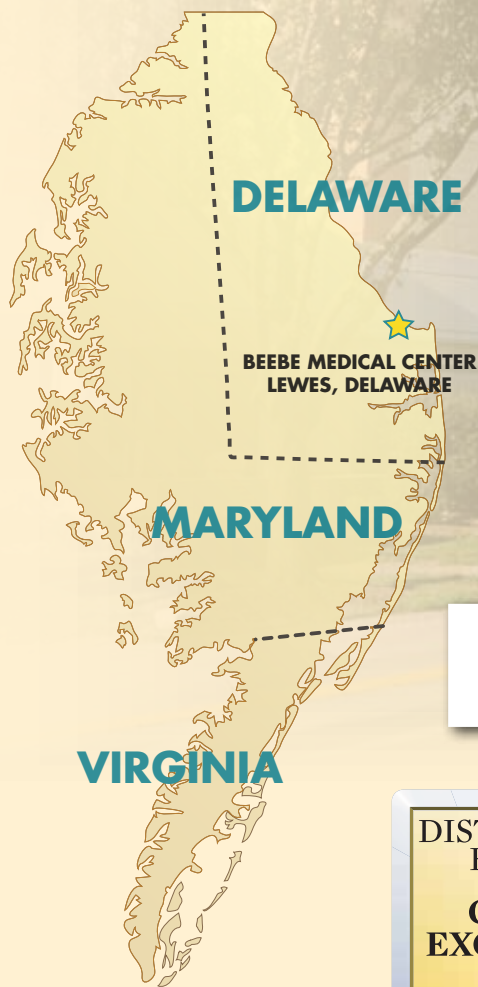 DELAWARE
BEEBE MEDICAL CENTER
LEWES, DELAWARE
MARYLAND
VIRGINIA